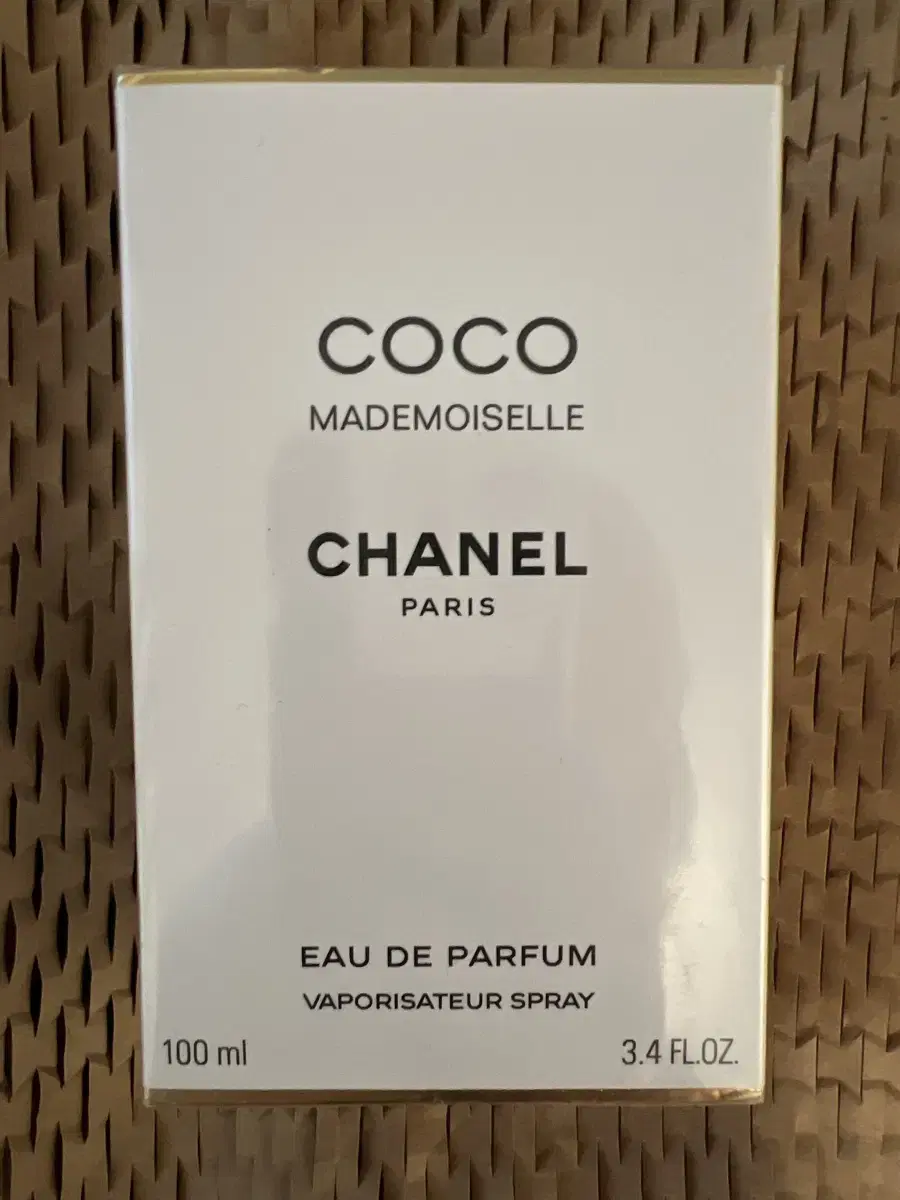 COCO
MADEMOISELLE
CHANEL
PARIS
EAU DE PARFUM
VAPORISATEUR SPRAY
100 ml 3.4 FL.OZ.